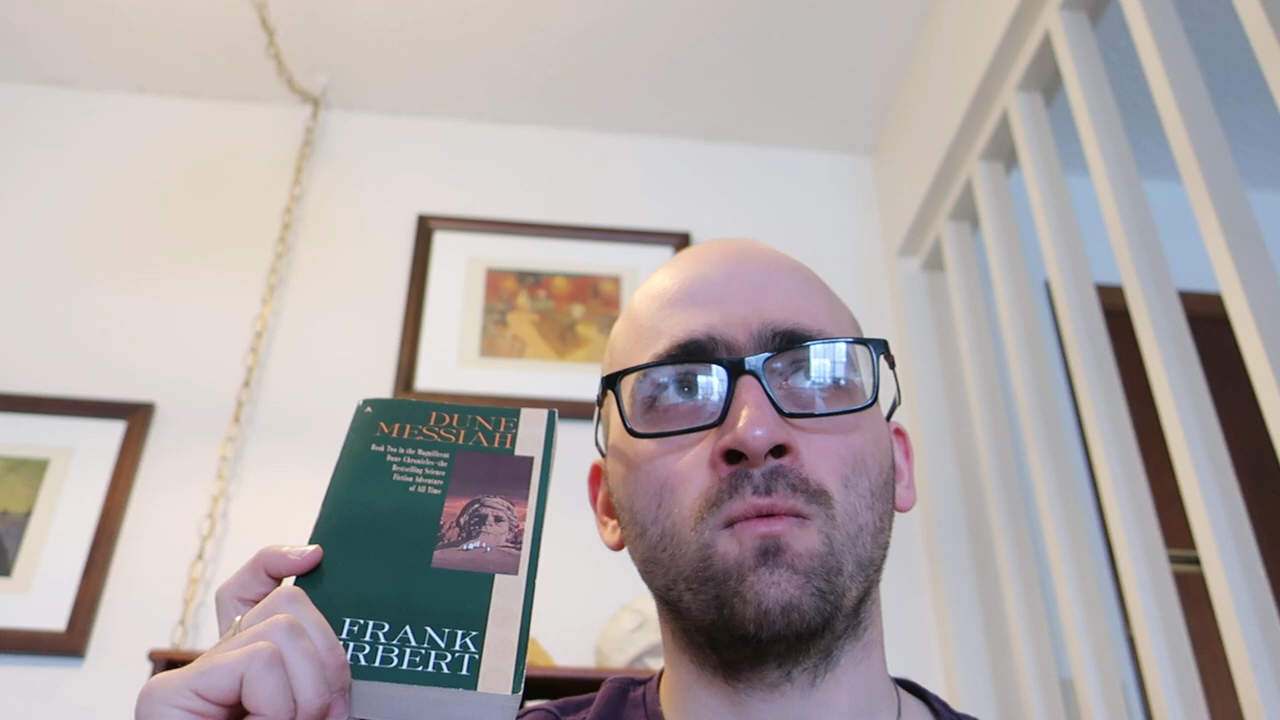 DUNE
MESSIAH
Book Two in the Magnificent
Dune Chronicles—the
Bestselling Science
Fiction Adventure
of All Time
FRANK
RBERT